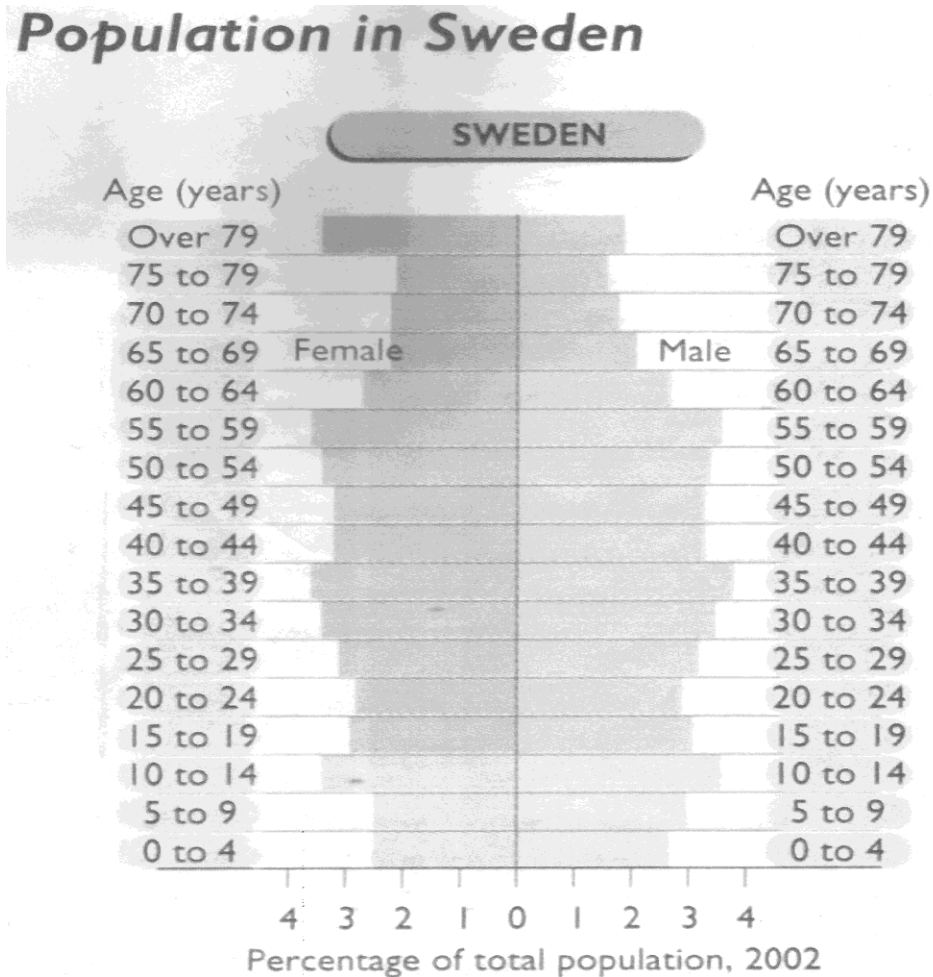 Population in Sweden
SWEDEN
Age (years) Age (years)
Over 79 Over 79
75 to 79 75 to 79
70 to 74 70 to 74
65 to 69 Female Male 65 to 69
60 to 64 60 to 64
55 to 59 55 to 59
50 to 54 50 to 54
45 to 49 45 to 49
40 to 44 40 to 44
35 to 39 35 to 39
30 to 34 30 to 34
25 to 29 25 to 29
20 to 24 20 to 24
15 to 19 15 to 19
10 to 14 10 to 14
5 to 9 5 to 9
0 to 4 0 to 4
4 3 2 1 0 1 2 3 4
Percentage of total population, 2002